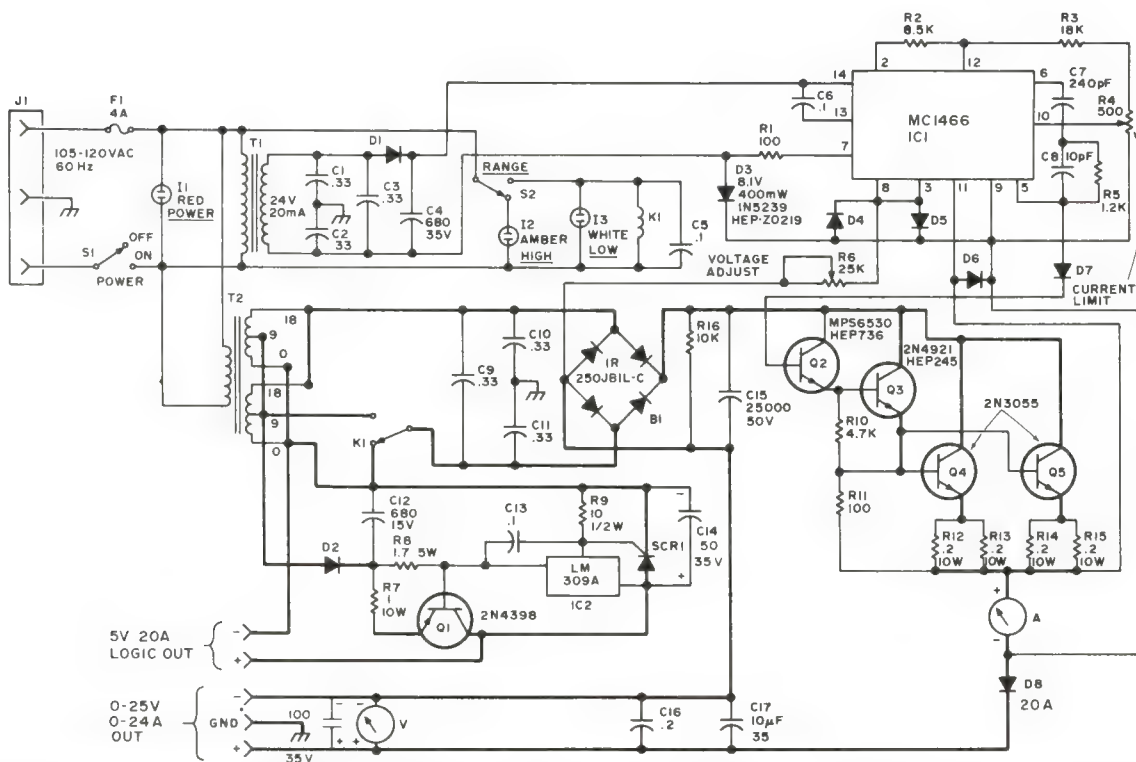 J1
F1
4A
105-120VAC
60 Hz
I1
RED
POWER
S1
OFF
ON
POWER
T1
24V
20mA
C1
.33
C2
.33
D1
C3
.33
C4
680
35V
RANGE
S2
I2
AMBER
HIGH
I3
WHITE
LOW
K1
C5
.1
R1
100
D3
8.1V
400mW
1N5239
HEP-Z0219
C6
.1
R2
8.5K
R3
18K
2
12
14
13
7
MC1466
IC1
6
10
8
3
11
9
5
C7
240pF
R4
500
C8
10pF
R5
1.2K
D4
D5
D6
D7
VOLTAGE
ADJUST
R6
25K
CURRENT
LIMIT
T2
18
9
0
18
9
0
K1
C9
.33
C10
.33
C11
.33
IR
250JB1L-C
B1
R16
10K
C15
25000
50V
MPS6530
HEP736
Q2
2N4921
HEP245
Q3
2N3055
R10
4.7K
R11
100
Q4
Q5
R12
.2
10W
R13
.2
10W
R14
.2
10W
R15
.2
10W
C12
680
15V
C13
.1
R9
10
1/2W
SCR1
-
C14
50
35V
+
D2
R8
1.7 5W
LM
309A
IC2
R7
1
10W
2N4398
Q1
+
A
-
D8
20A
5V 20A
LOGIC OUT
-
+
0-25V
0-24A
OUT
-
GND
+
100
35V
-
+
-
V
+
C16
.2
C17
10μF
35